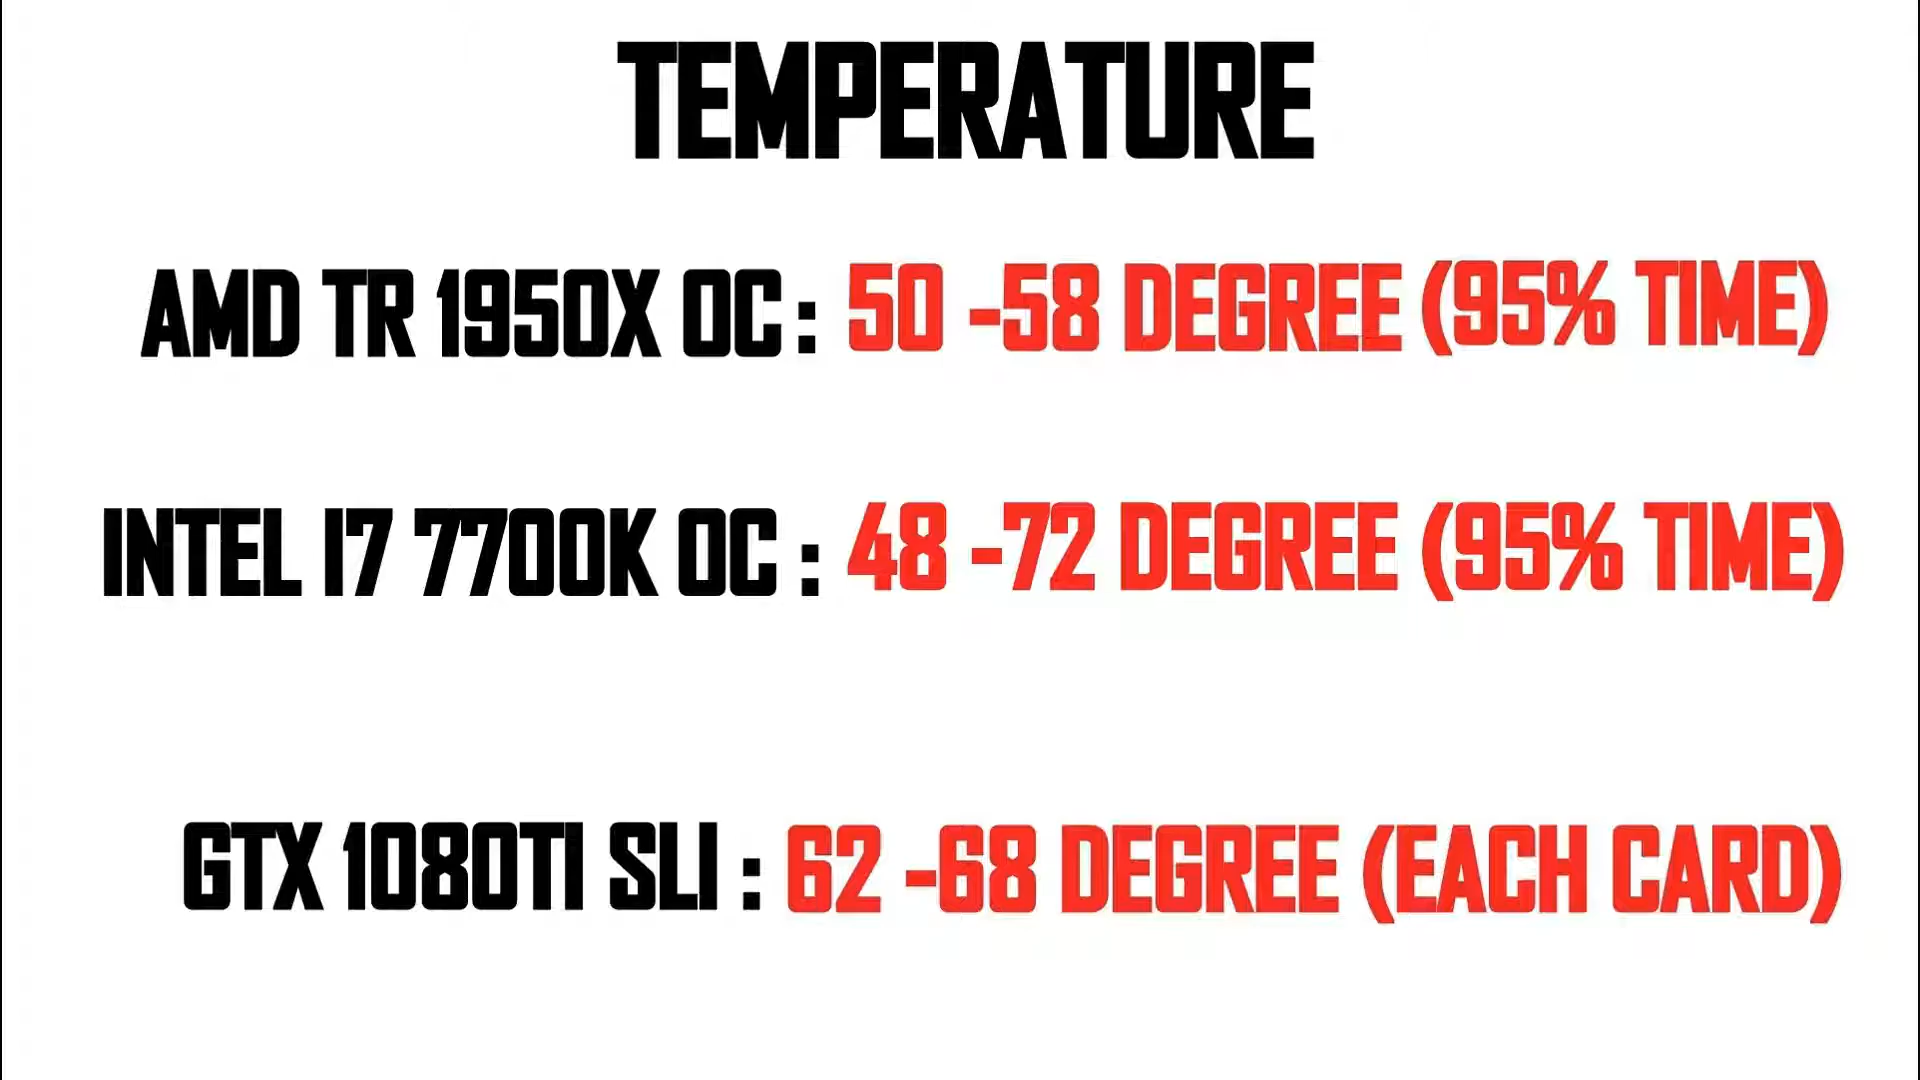 TEMPERATURE
AMD TR 1950X OC : 50 -58 DEGREE (95% TIME)
INTEL I7 7700K OC : 48 -72 DEGREE (95% TIME)
GTX 1080TI SLI : 62 -68 DEGREE (EACH CARD)